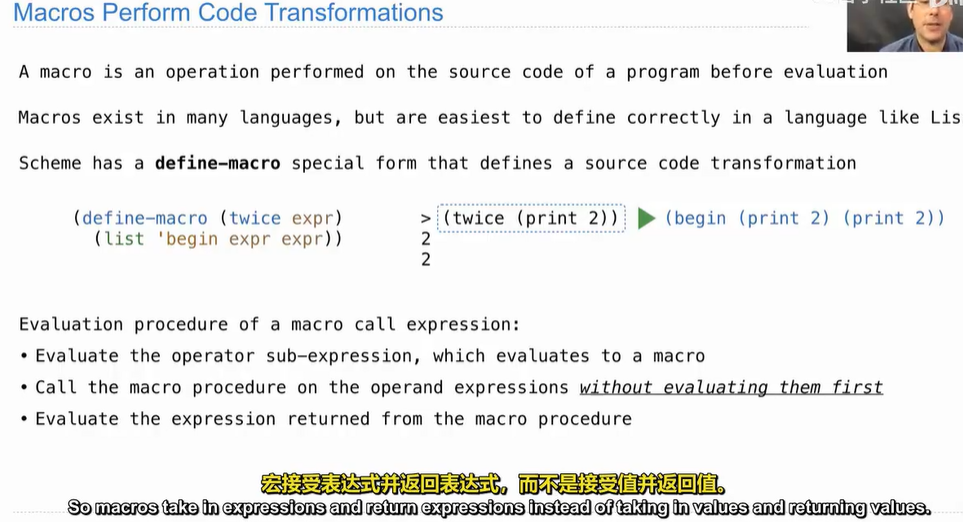 Macros Perform Code Transformations
A macro is an operation performed on the source code of a program before evaluation
Macros exist in many languages, but are easiest to define correctly in a language like Lis
Scheme has a define-macro special form that defines a source code transformation
(define-macro (twice expr)
(list 'begin expr expr))
> (twice (print 2)) (begin (print 2) (print 2))
2
2
Evaluation procedure of a macro call expression:
• Evaluate the operator sub-expression, which evaluates to a macro
• Call the macro procedure on the operand expressions without evaluating them first
• Evaluate the expression returned from the macro procedure
宏接受表达式并返回表达式，而不是接受值并返回值。
So macros take in expressions and return expressions instead of taking in values and returning values.